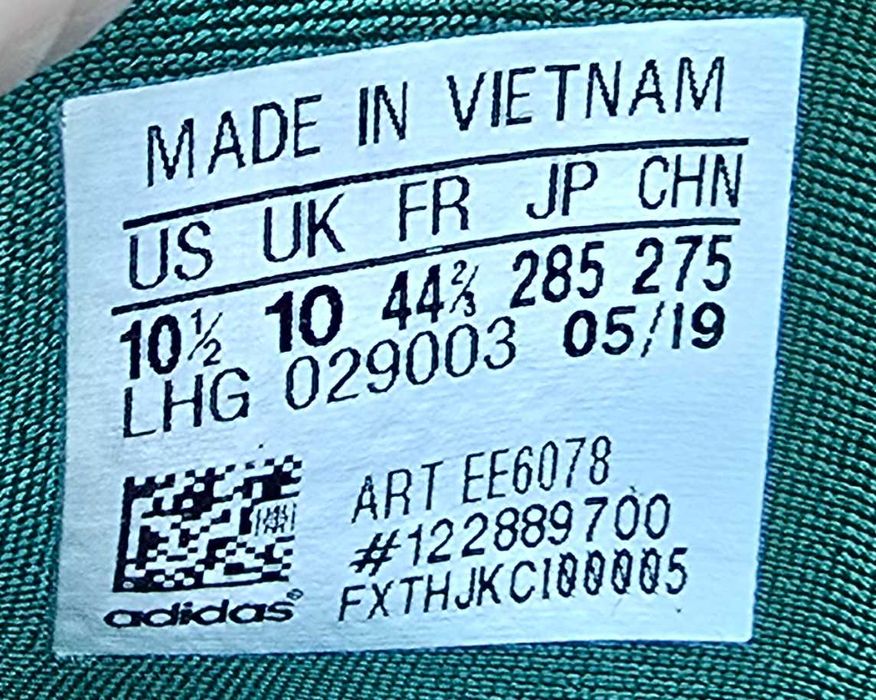 MADE IN VIETNAM
US UK FR JP CHN
10½ 10 44⅔ 285 275
LHG 029003 05/19
ART EE6078
#122889700
FXTHJKCI00005
adidas®